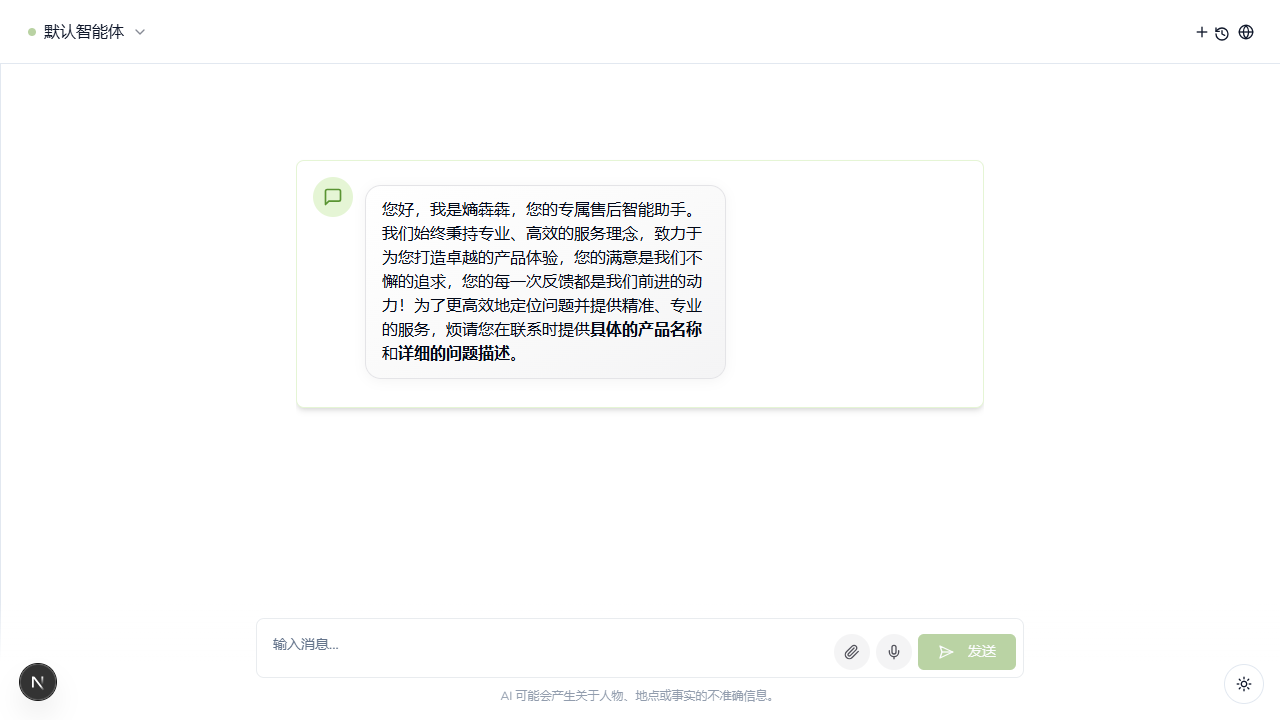 默认智能体
您好，我是熵犇犇，您的专属售后智能助手。
我们始终秉持专业、高效的服务理念，致力于
为您打造卓越的产品体验，您的满意是我们不
懈的追求，您的每一次反馈都是我们前进的动
力！为了更高效地定位问题并提供精准、专业
的服务，烦请您在联系时提供具体的产品名称
和详细的问题描述。
输入消息...
发送
N
AI 可能会产生关于人物、地点或事实的不准确信息。